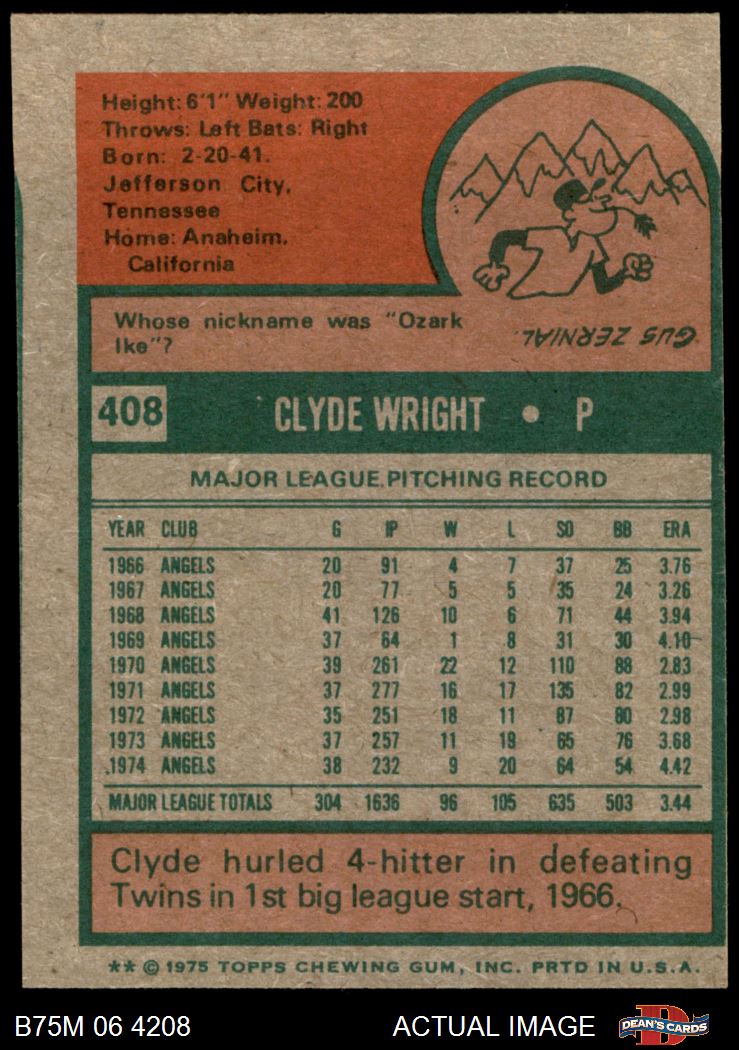 Height: 6'1" Weight: 200
Throws: Left Bats: Right
Born: 2-20-41.
Jefferson City,
Tennessee
Home: Anaheim,
California
Whose nickname was "Ozark
Ike"?
GUS ZERNIAL
408 CLYDE WRIGHT • P
MAJOR LEAGUE PITCHING RECORD
YEAR CLUB G IP W L SO BB ERA
1966 ANGELS 20 91 4 7 37 25 3.76
1967 ANGELS 20 77 5 5 35 24 3.26
1968 ANGELS 41 126 10 6 71 44 3.94
1969 ANGELS 37 64 1 8 31 30 4.10
1970 ANGELS 39 261 22 12 110 88 2.83
1971 ANGELS 37 277 16 17 135 82 2.99
1972 ANGELS 35 251 18 11 87 80 2.98
1973 ANGELS 37 257 11 19 65 76 3.68
1974 ANGELS 38 232 9 20 64 54 4.42
MAJOR LEAGUE TOTALS 304 1636 96 105 635 503 3.44
Clyde hurled 4-hitter in defeating
Twins in 1st big league start, 1966.
** © 1975 TOPPS CHEWING GUM, INC. PRTD IN U.S.A.
B75M 06 4208 ACTUAL IMAGE D DEAN'S CARDS